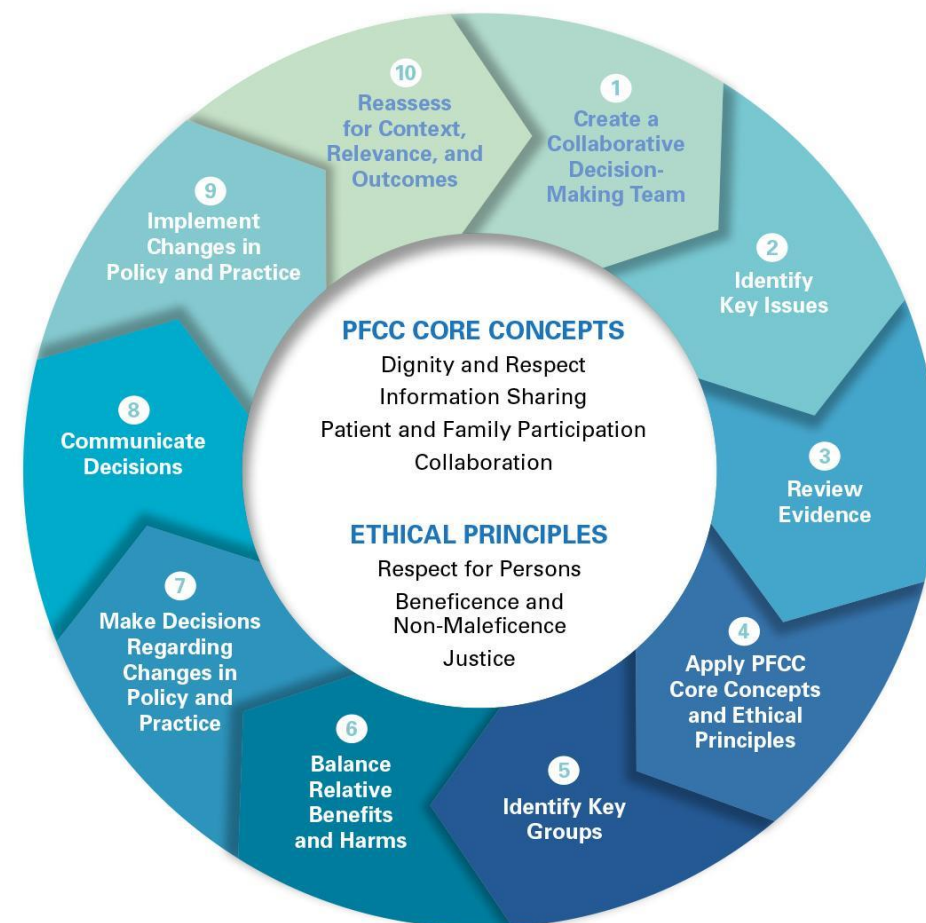 1
Create a
Collaborative
Decision-
Making Team
2
Identify
Key Issues
3
Review
Evidence
4
Apply PFCC
Core Concepts
and Ethical
Principles
5
Identify Key
Groups
6
Balance
Relative
Benefits
and Harms
7
Make Decisions
Regarding
Changes in
Policy and
Practice
8
Communicate
Decisions
9
Implement
Changes in
Policy and Practice
10
Reassess
for Context,
Relevance, and
Outcomes
PFCC CORE CONCEPTS
Dignity and Respect
Information Sharing
Patient and Family Participation
Collaboration
ETHICAL PRINCIPLES
Respect for Persons
Beneficence and
Non-Maleficence
Justice